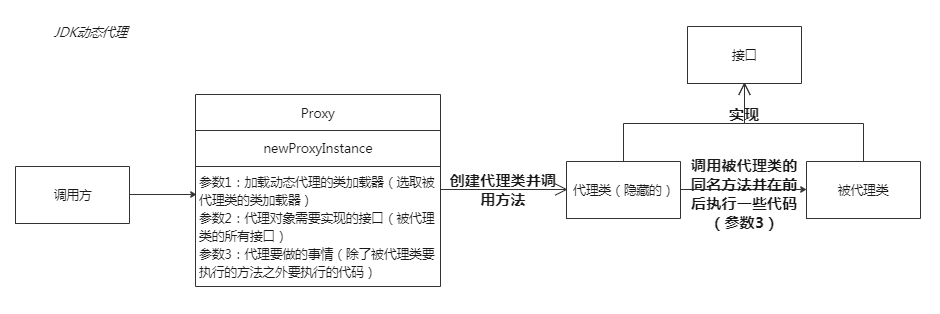 JDK动态代理
接口
实现
Proxy
newProxyInstance
参数1：加载动态代理的类加载器（选取被
代理类的类加载器）
参数2：代理对象需要实现的接口（被代理
类的所有接口）
参数3：代理要做的事情（除了被代理类要
执行的方法之外要执行的代码）
调用方
创建代理类并调
用方法
代理类（隐藏的）
调用被代理类的
同名方法并在前
后执行一些代码
（参数3）
被代理类